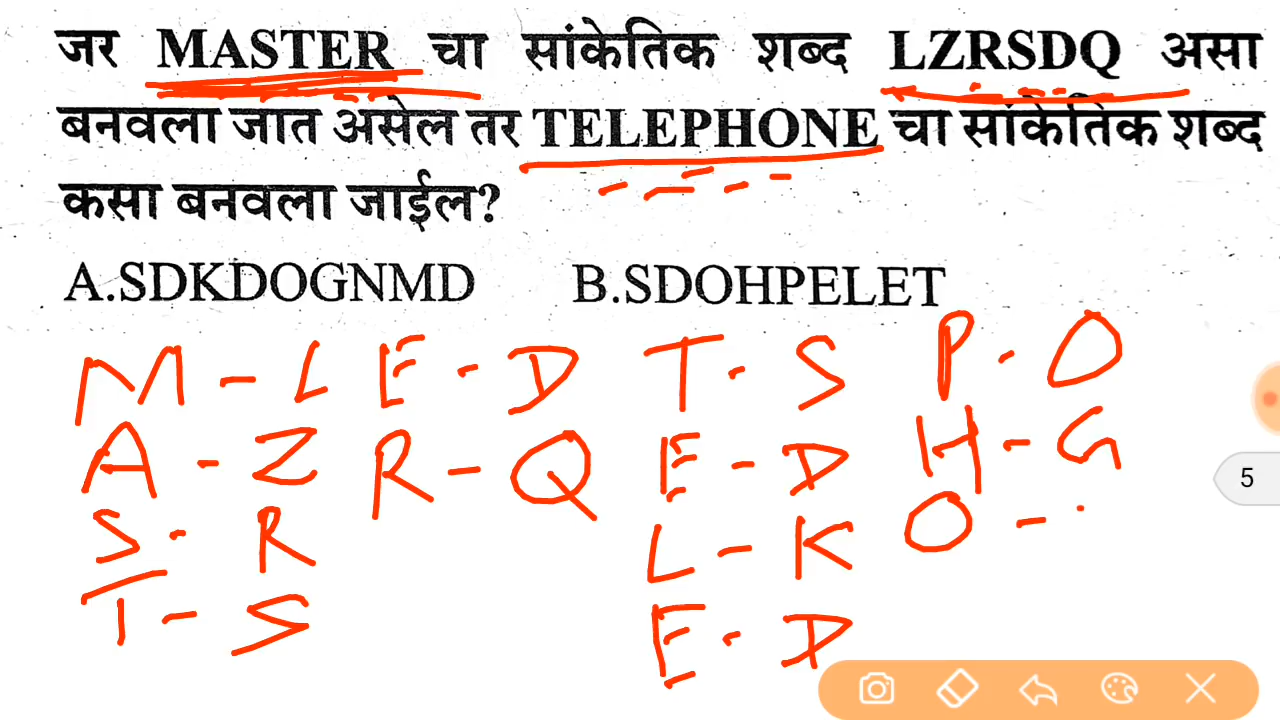 जर MASTER चा सांकेतिक शब्द LZRSDQ असा
बनवला जात असेल तर TELEPHONE चा सांकेतिक शब्द
कसा बनवला जाईल?
A.SDKDOGNMD B.SDOHPELET
M - L E - D T - S P - O
A - Z R - Q E - D H - G
S - R L - K O -
T - S E - D
5